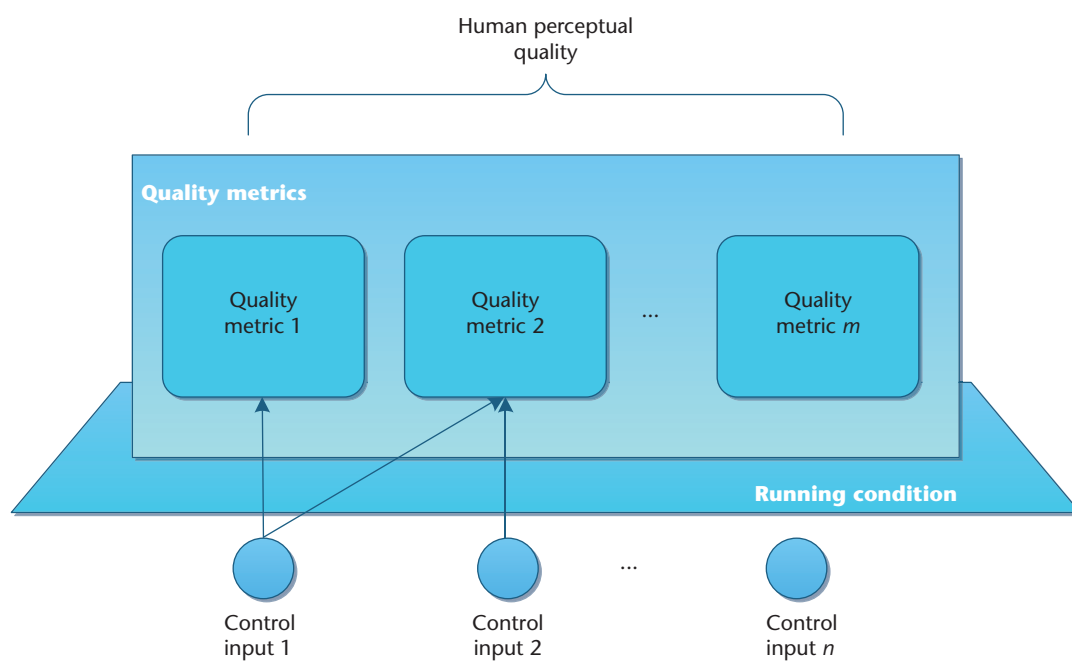 Human perceptual
quality
Quality metrics
Quality
metric 1
Quality
metric 2
...
Quality
metric m
Running condition
...
Control
input 1
Control
input 2
Control
input n